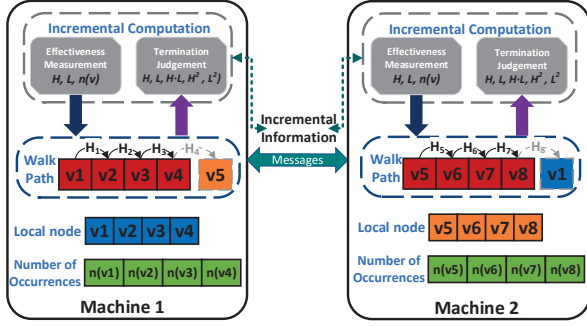 Incremental Computation
Effectiveness
Measurement
H, L, n(v)
Termination
Judgement
(H, L, H·L, H², L²)
Walk
Path
H₁ H₂ H₃ H₄
v1 v2 v3 v4 v5
Local node
v1 v2 v3 v4
Number of
Occurrences
n(v1) n(v2) n(v3) n(v4)
Machine 1
Incremental
Information
Messages
Incremental Computation
Effectiveness
Measurement
H, L, n(v)
Termination
Judgement
(H, L, H·L, H², L²
Walk
Path
H₅ H₆ H₇ H₈
v5 v6 v7 v8 v1
Local node
v5 v6 v7 v8
Number of
Occurrences
n(v5) n(v6) n(v7) n(v8)
Machine 2